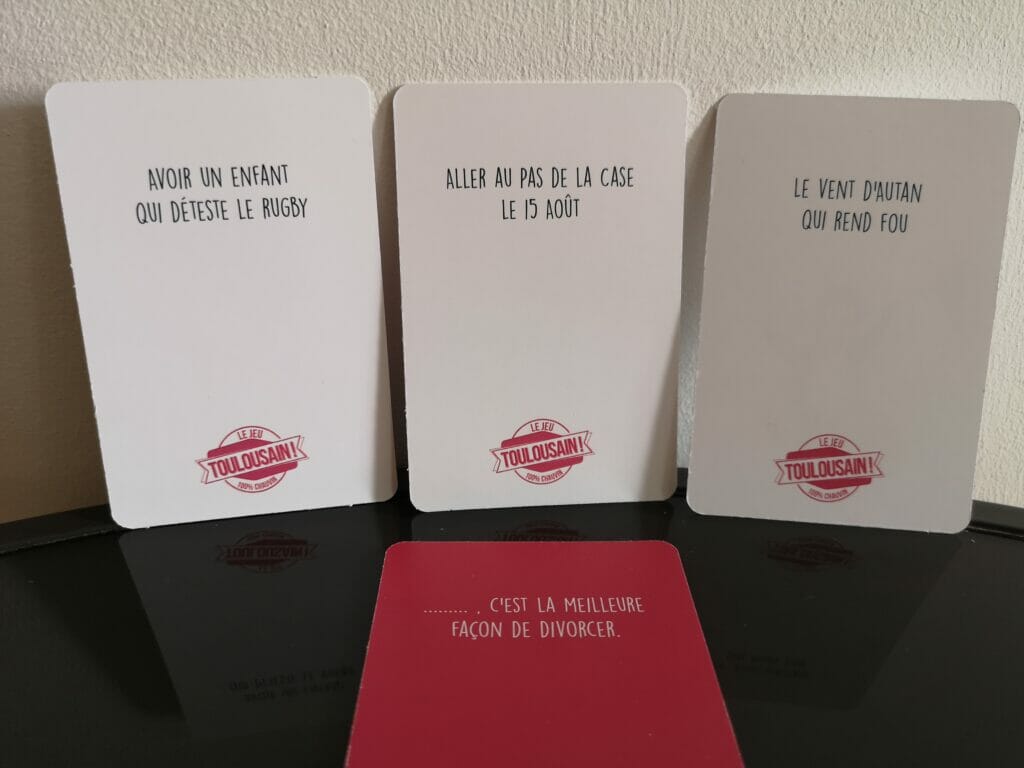 AVOIR UN ENFANT
QUI DÉTESTE LE RUGBY
LE JEU
TOULOUSAIN !
100% CHAUVIN
ALLER AU PAS DE LA CASE
LE 15 AOÛT
LE JEU
TOULOUSAIN !
100% CHAUVIN
LE VENT D'AUTAN
QUI REND FOU
LE JEU
TOULOUSAIN !
100% CHAUVIN
......... , C'EST LA MEILLEURE
FAÇON DE DIVORCER.